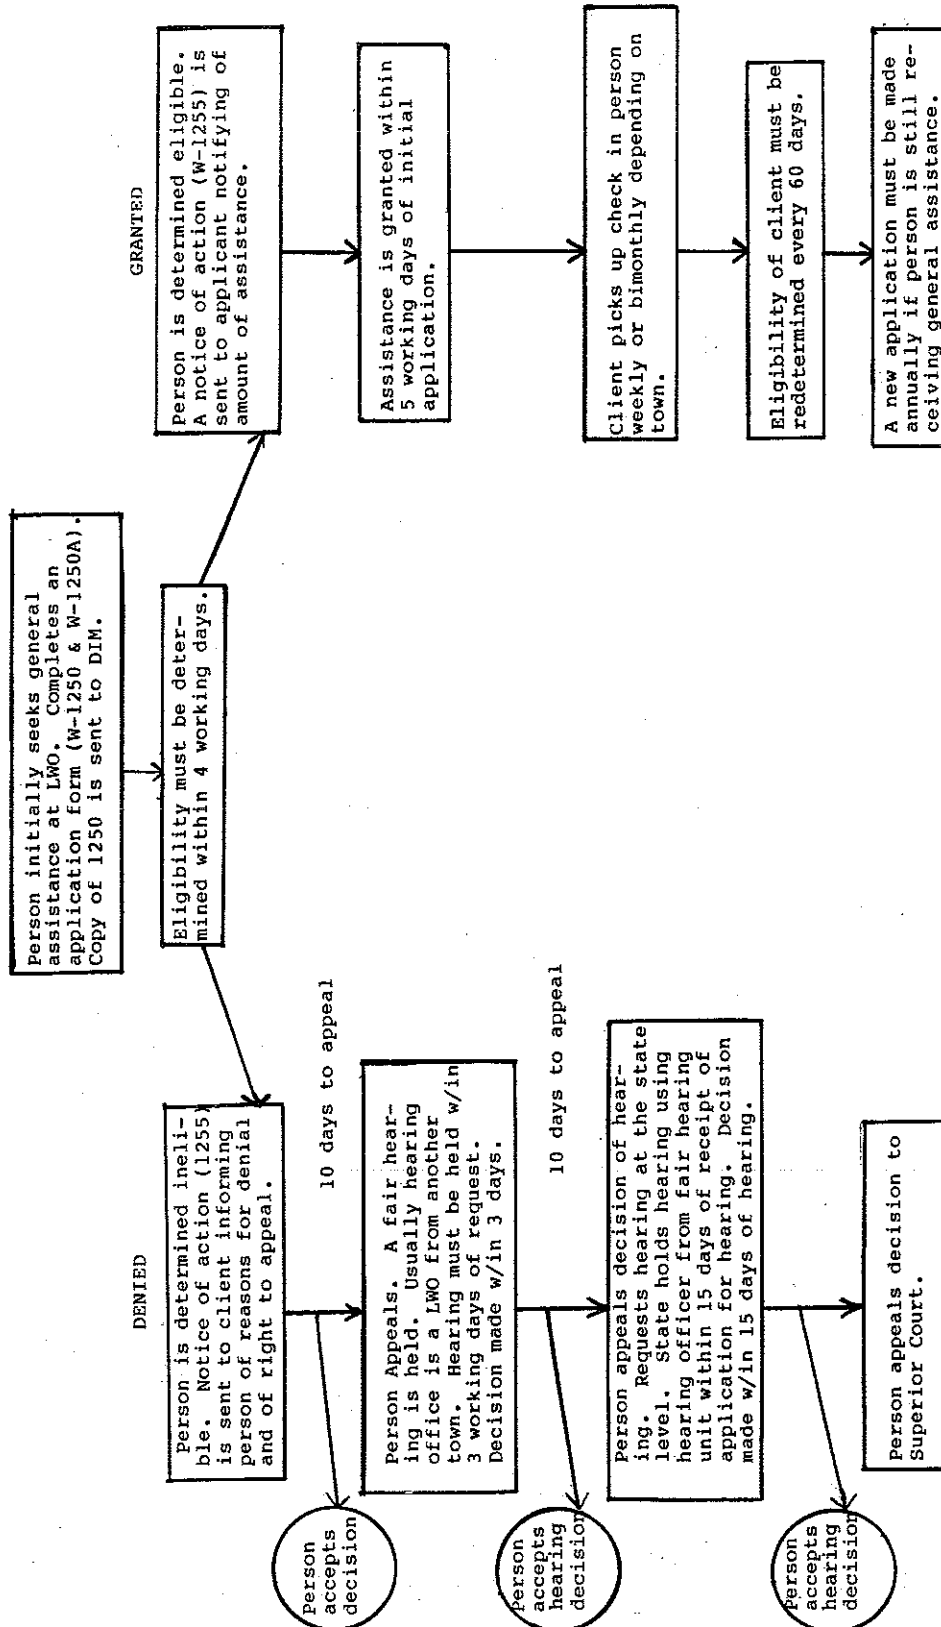 Person initially seeks general
assistance at LWO. Completes an
application form (W-1250 & W-1250A).
Copy of 1250 is sent to DIM.
Eligibility must be deter-
mined within 4 working days.
DENIED
Person is determined ineli-
ble. Notice of action (1255)
is sent to client informing
person of reasons for denial
and of right to appeal.
10 days to appeal
Person
accepts
decision
Person Appeals. A fair hear-
ing is held. Usually hearing
office is a LWO from another
town. Hearing must be held w/in
3 working days of request.
Decision made w/in 3 days.
10 days to appeal
Person
accepts
hearing
decision
Person appeals decision of hear-
ing. Requests hearing at the state
level. State holds hearing using
hearing officer from fair hearing
unit within 15 days of receipt of
application for hearing. Decision
made w/in 15 days of hearing.
Person
accepts
hearing
decision
Person appeals decision to
Superior Court.
GRANTED
Person is determined eligible.
A notice of action (W-1255) is
sent to applicant notifying of
amount of assistance.
Assistance is granted within
5 working days of initial
application.
Client picks up check in person
weekly or bimonthly depending on
town.
Eligibility of client must be
redetermined every 60 days.
A new application must be made
annually if person is still re-
ceiving general assistance.